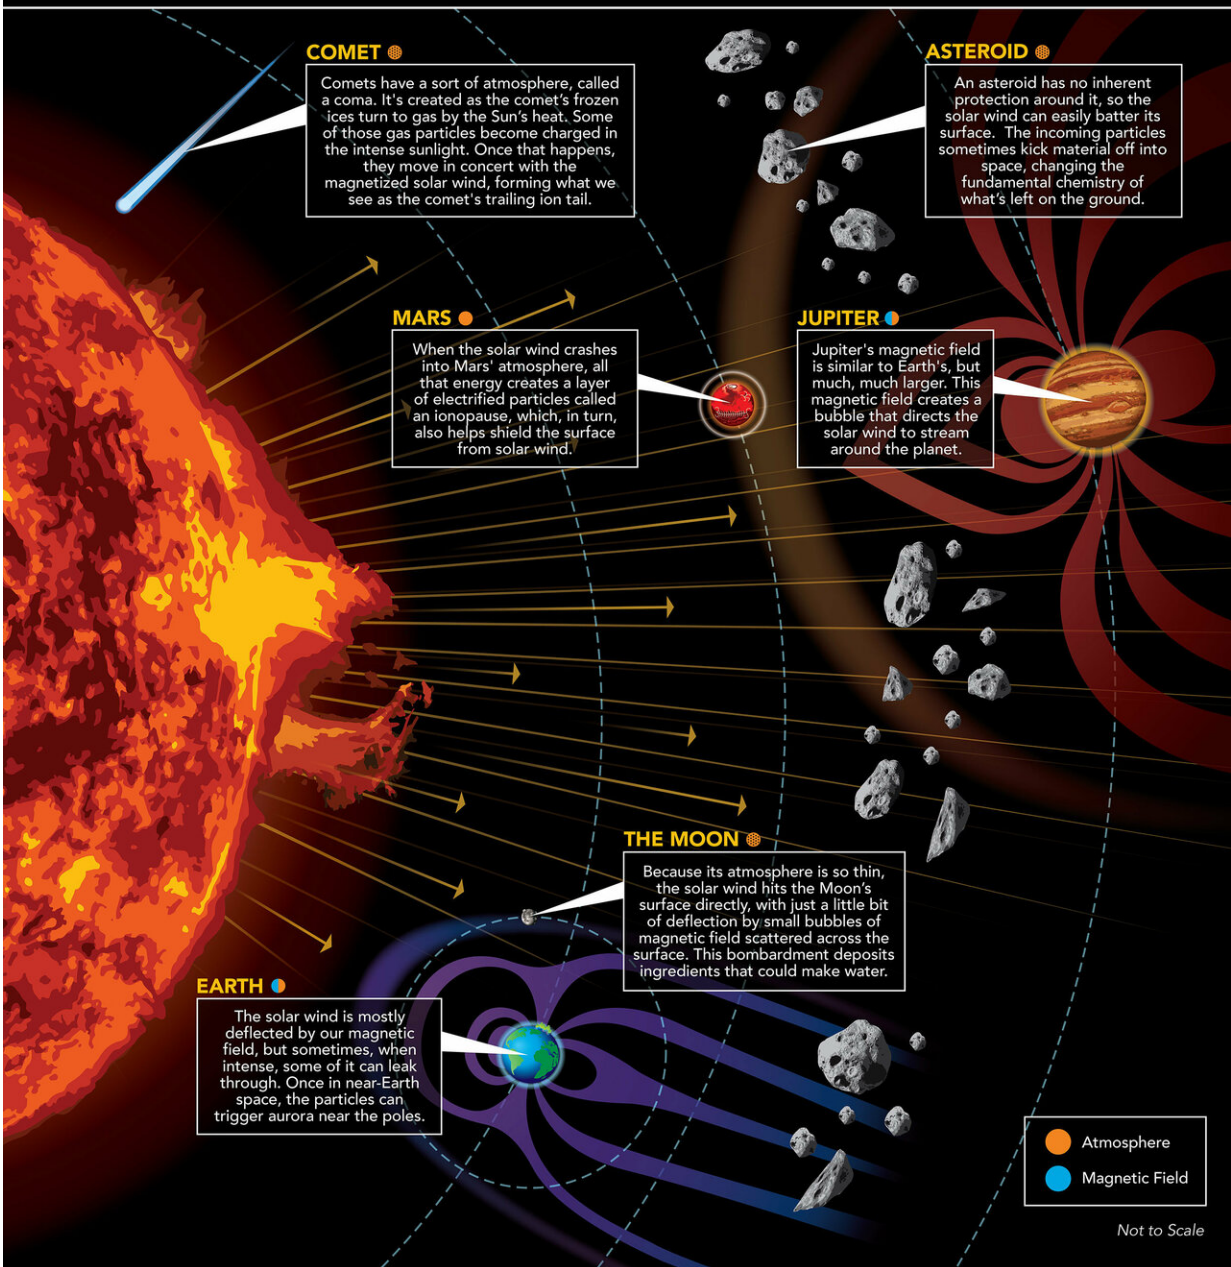 COMET
Comets have a sort of atmosphere, called
a coma. It's created as the comet's frozen
ices turn to gas by the Sun's heat. Some
of those gas particles become charged in
the intense sunlight. Once that happens,
they move in concert with the
magnetized solar wind, forming what we
see as the comet's trailing ion tail.
ASTEROID
An asteroid has no inherent
protection around it, so the
solar wind can easily batter its
surface. The incoming particles
sometimes kick material off into
space, changing the
fundamental chemistry of
what's left on the ground.
MARS
When the solar wind crashes
into Mars' atmosphere, all
that energy creates a layer
of electrified particles called
an ionopause, which, in turn,
also helps shield the surface
from solar wind.
JUPITER
Jupiter's magnetic field
is similar to Earth's, but
much, much larger. This
magnetic field creates a
bubble that directs the
solar wind to stream
around the planet.
THE MOON
Because its atmosphere is so thin,
the solar wind hits the Moon's
surface directly, with just a little bit
of deflection by small bubbles of
magnetic field scattered across the
surface. This bombardment deposits
ingredients that could make water.
EARTH
The solar wind is mostly
deflected by our magnetic
field, but sometimes, when
intense, some of it can leak
through. Once in near-Earth
space, the particles can
trigger aurora near the poles.
Atmosphere
Magnetic Field
Not to Scale